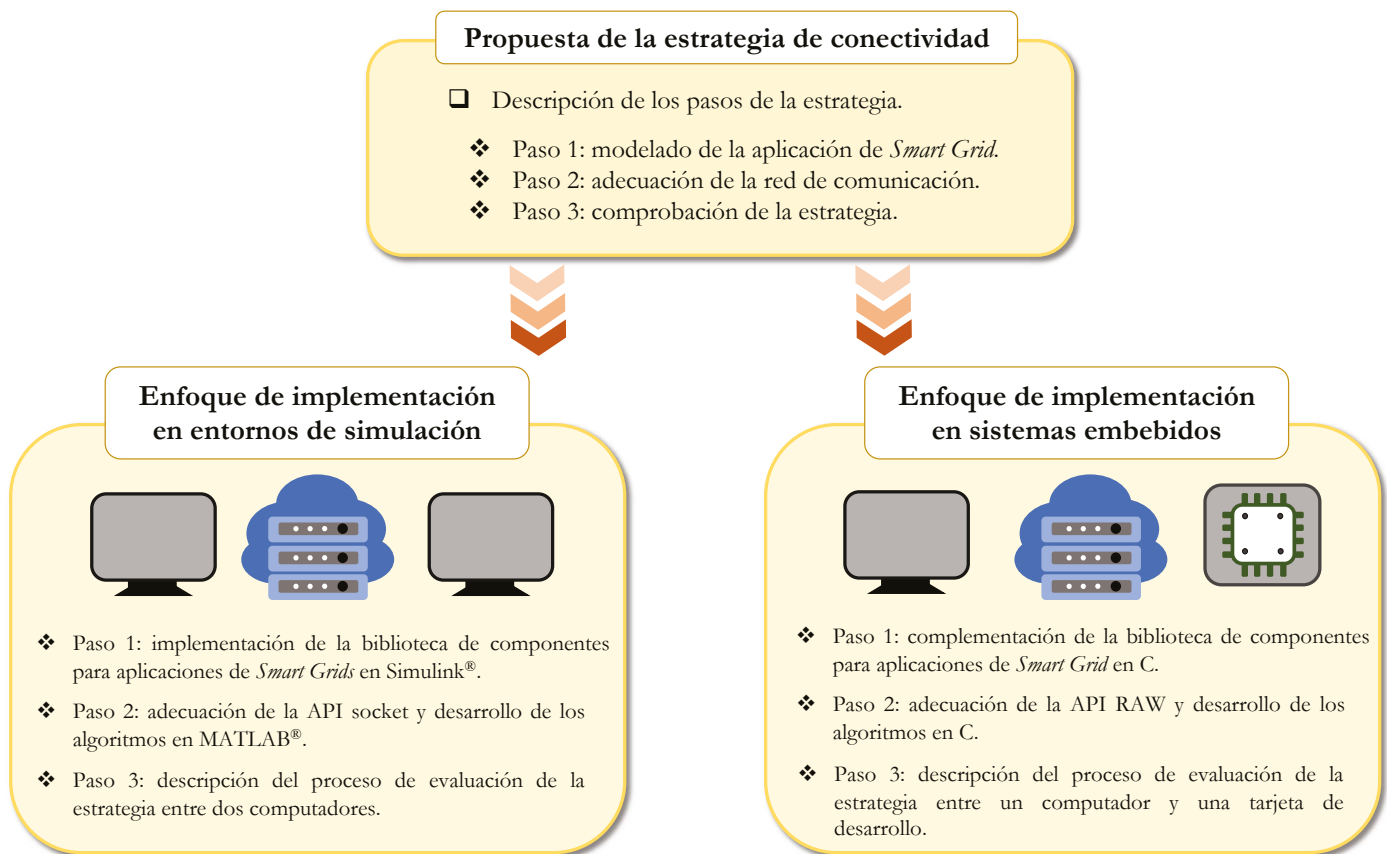 Propuesta de la estrategia de conectividad
❑ Descripción de los pasos de la estrategia.
❖ Paso 1: modelado de la aplicación de Smart Grid.
❖ Paso 2: adecuación de la red de comunicación.
❖ Paso 3: comprobación de la estrategia.
Enfoque de implementación
en entornos de simulación
❖ Paso 1: implementación de la biblioteca de componentes
para aplicaciones de Smart Grids en Simulink®.
❖ Paso 2: adecuación de la API socket y desarrollo de los
algoritmos en MATLAB®.
❖ Paso 3: descripción del proceso de evaluación de la
estrategia entre dos computadores.
Enfoque de implementación
en sistemas embebidos
❖ Paso 1: complementación de la biblioteca de componentes
para aplicaciones de Smart Grid en C.
❖ Paso 2: adecuación de la API RAW y desarrollo de los
algoritmos en C.
❖ Paso 3: descripción del proceso de evaluación de la
estrategia entre un computador y una tarjeta de
desarrollo.